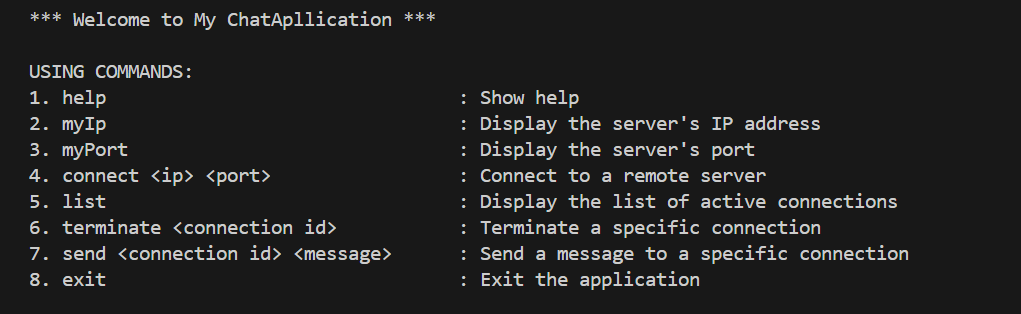 *** Welcome to My ChatApllication ***
USING COMMANDS:
1. help : Show help
2. myIp : Display the server's IP address
3. myPort : Display the server's port
4. connect <ip> <port> : Connect to a remote server
5. list : Display the list of active connections
6. terminate <connection id> : Terminate a specific connection
7. send <connection id> <message> : Send a message to a specific connection
8. exit : Exit the application